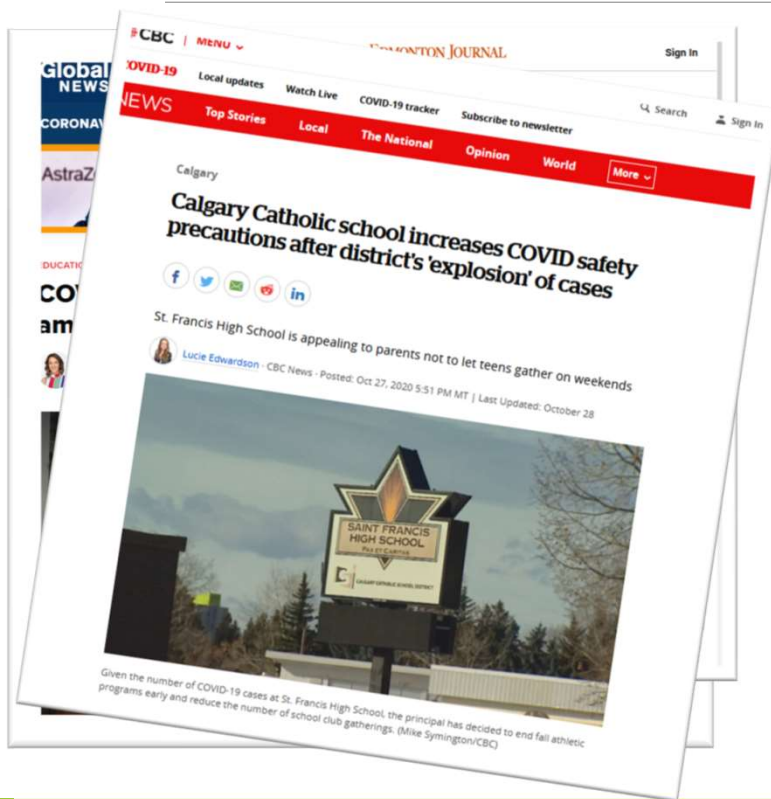 CBC | MENU
EDMONTON JOURNAL
Sign In
Global
NEWS
COVID-19
Local updates
Watch Live
COVID-19 tracker
Subscribe to newsletter
Search
Sign In
NEWS
Top Stories
Local
The National
Opinion
World
More
AstraZ
Calgary
Calgary Catholic school increases COVID safety
precautions after district's 'explosion' of cases
f
in
St. Francis High School is appealing to parents not to let teens gather on weekends
Lucie Edwardson · CBC News · Posted: Oct 27, 2020 5:51 PM MT | Last Updated: October 28
CORONAV
EDUCATIO
CO
am
SAINT FRANCIS
HIGH SCHOOL
PAX ET CARITAS
CALGARY CATHOLIC SCHOOL DISTRICT
Given the number of COVID-19 cases at St. Francis High School, the principal has decided to end fall athletic
programs early and reduce the number of school club gatherings. (Mike Symington/CBC)